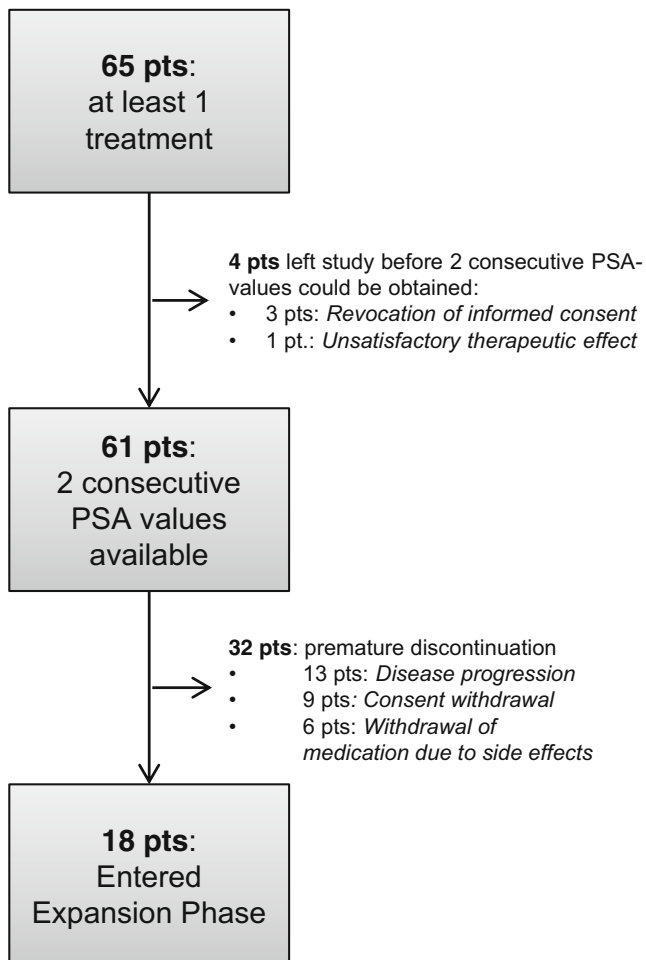 65 pts:
at least 1
treatment
4 pts left study before 2 consecutive PSA-
values could be obtained:
• 3 pts: Revocation of informed consent
• 1 pt.: Unsatisfactory therapeutic effect
61 pts:
2 consecutive
PSA values
available
32 pts: premature discontinuation
• 13 pts: Disease progression
• 9 pts: Consent withdrawal
• 6 pts: Withdrawal of
medication due to side effects
18 pts:
Entered
Expansion Phase